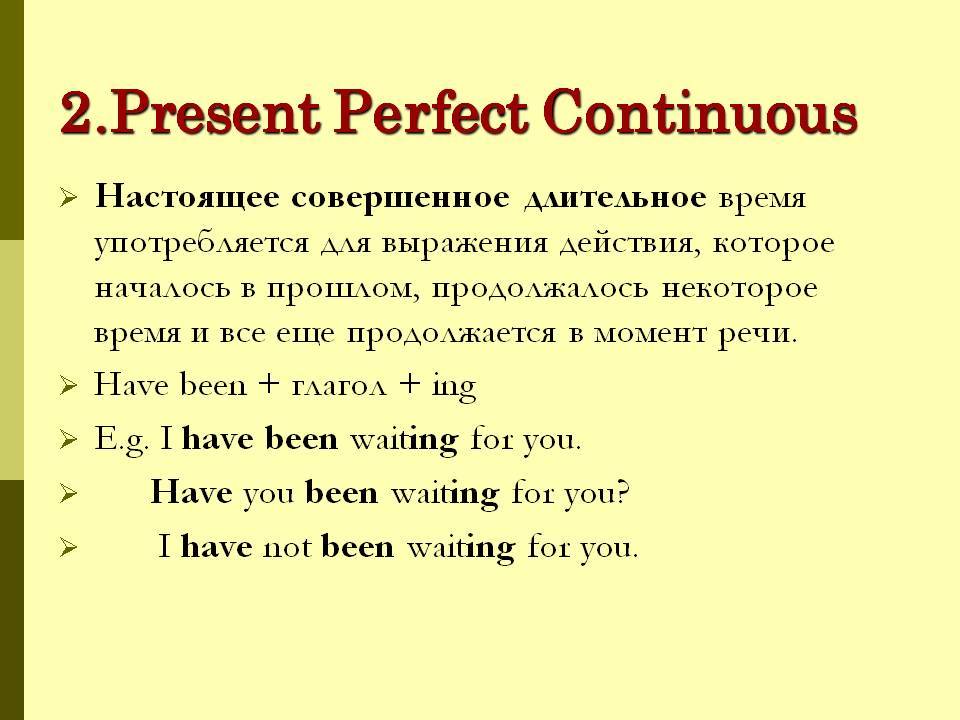 2.Present Perfect Continuous
Настоящее совершенное длительное время
употребляется для выражения действия, которое
началось в прошлом, продолжалось некоторое
время и все еще продолжается в момент речи.
Have been + глагол + ing
E.g. I have been waiting for you.
Have you been waiting for you?
I have not been waiting for you.